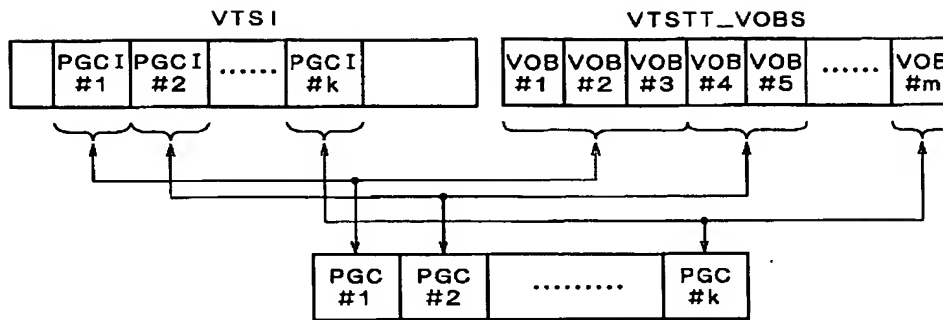 VTSI VTSTT_VOBS
PGCI PGCI ...... PGCI VOB VOB VOB VOB VOB ...... VOB
#1 #2 #k #1 #2 #3 #4 #5 #m
PGC PGC ......... PGC
#1 #2 #k